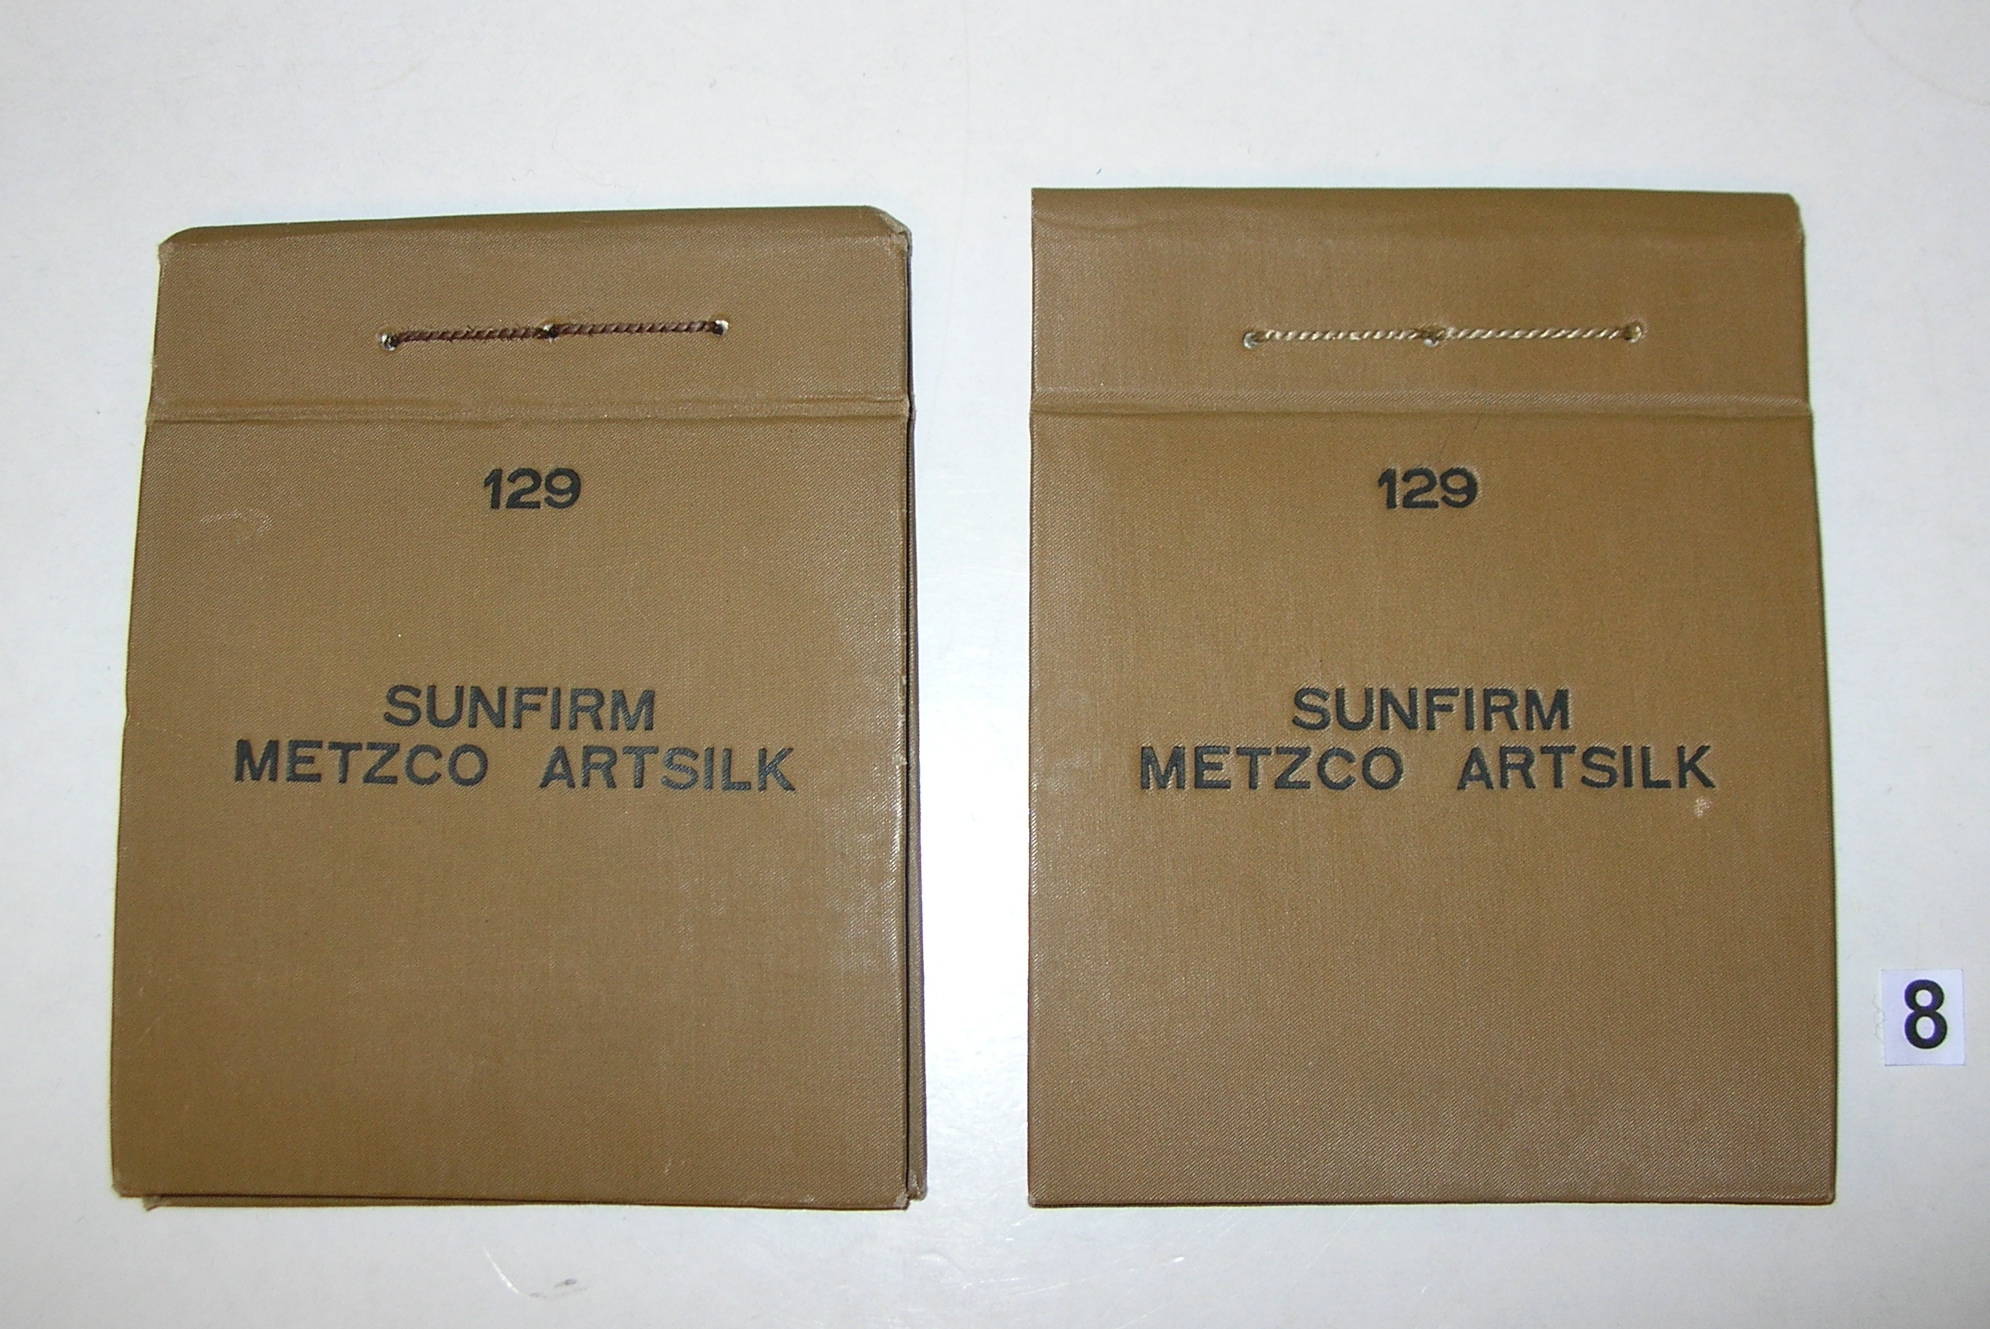 129
SUNFIRM
METZCO ARTSILK
129
SUNFIRM
METZCO ARTSILK
8